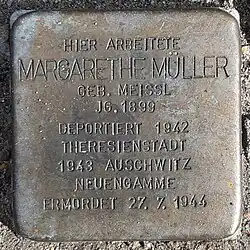 HIER ARBEITETE
MARGARETHE MÜLLER
GEB. MEISSL
JG. 1899
DEPORTIERT 1942
THERESIENSTADT
1943 AUSCHWITZ
NEUENGAMME
ERMORDET 27. 7. 1944